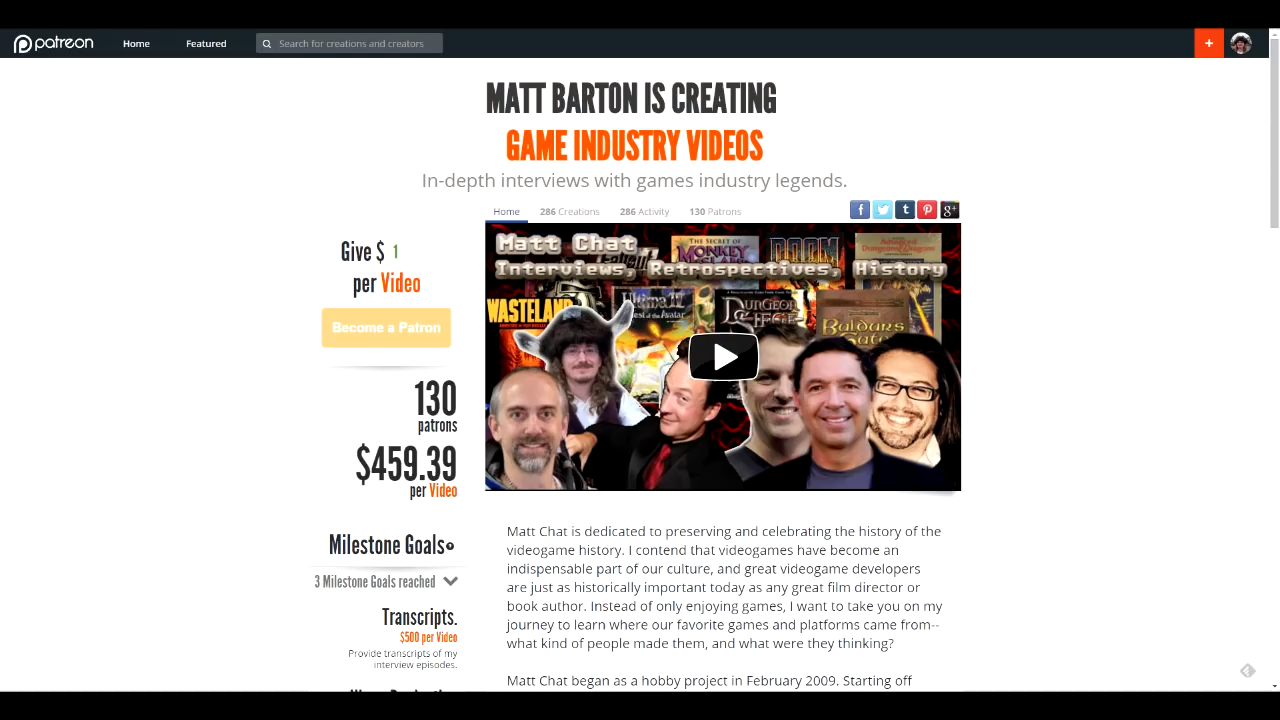 patreon Home Featured Search for creations and creators +
MATT BARTON IS CREATING
GAME INDUSTRY VIDEOS
In-depth interviews with games industry legends.
Home 286 Creations 286 Activity 130 Patrons
Give $ 1
per Video
Become a Patron
130
patrons
$459.39
per Video
Milestone Goals
3 Milestone Goals reached
Transcripts.
$500 per Video
Provide transcripts of my
interview episodes.
Matt Chat
Interviews, Retrospectives, History
THE SECRET OF
MONKEY
DOOM
Advanced
WASTELAND
Ultima IV
Quest of the Avatar
DUNGEON
SIEGE
Baldur's
Gate
Matt Chat is dedicated to preserving and celebrating the history of the
videogame history. I contend that videogames have become an
indispensable part of our culture, and great videogame developers
are just as historically important today as any great film director or
book author. Instead of only enjoying games, I want to take you on my
journey to learn where our favorite games and platforms came from--
what kind of people made them, and what were they thinking?
Matt Chat began as a hobby project in February 2009. Starting off